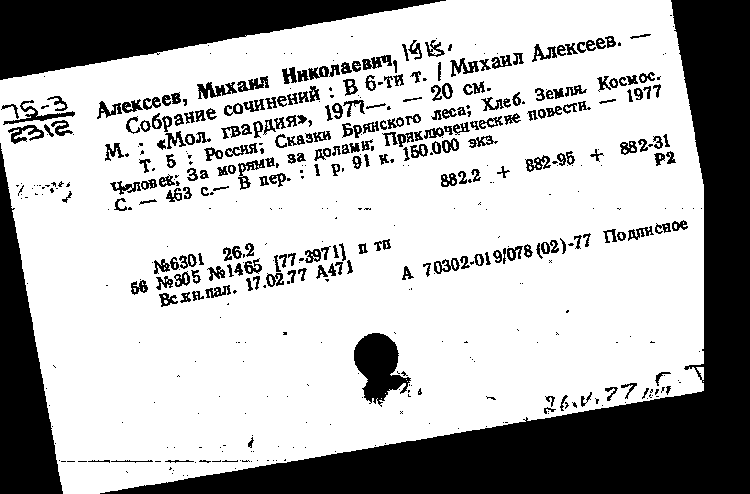 75-3
2312
Алексеев, Михаил Николаевич, 1918.
Собрание сочинений : В 6-ти т. / Михаил Алексеев. —
М. : «Мол. гвардия», 1977—. — 20 см.
Т. 5 : Россия; Сказки Брянского леса; Хлеб. Земля. Космос.
Человек; За морями, за долами; Приключенческие повести. — 1977
С. — 463 с.— В пер. : 1 р. 91 к. 150.000 экз.
882.2 + 882-95 + 882-31
Р2
№6301 26.2
56 №305 №1465 [77-3971] п тп
Вс.кн.пал. 17.02.77 А471
А 70302-019/078(02)-77 Подписное
26.V.77